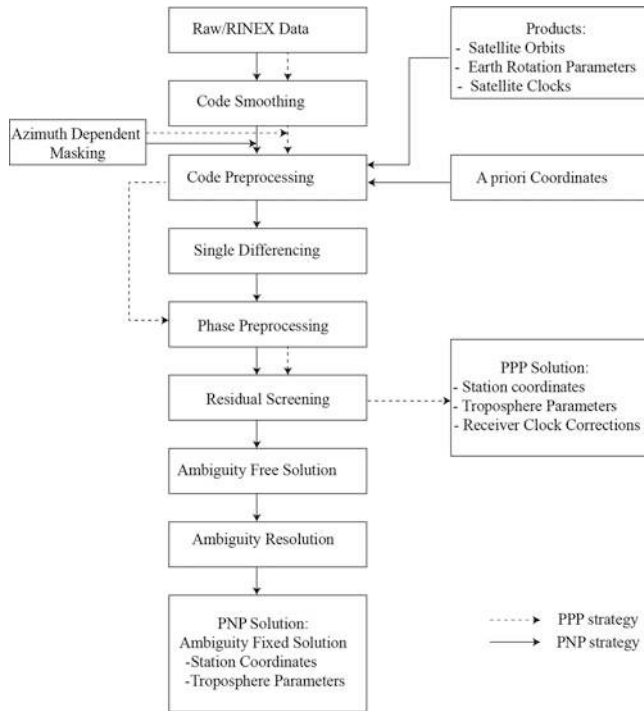 Raw/RINEX Data
Products:
- Satellite Orbits
- Earth Rotation Parameters
- Satellite Clocks
Code Smoothing
Azimuth Dependent
Masking
Code Preprocessing
A priori Coordinates
Single Differencing
Phase Preprocessing
PPP Solution:
- Station coordinates
- Troposphere Parameters
- Receiver Clock Corrections
Residual Screening
Ambiguity Free Solution
Ambiguity Resolution
PNP Solution:
Ambiguity Fixed Solution
-Station Coordinates
-Troposphere Parameters
PPP strategy
PNP strategy